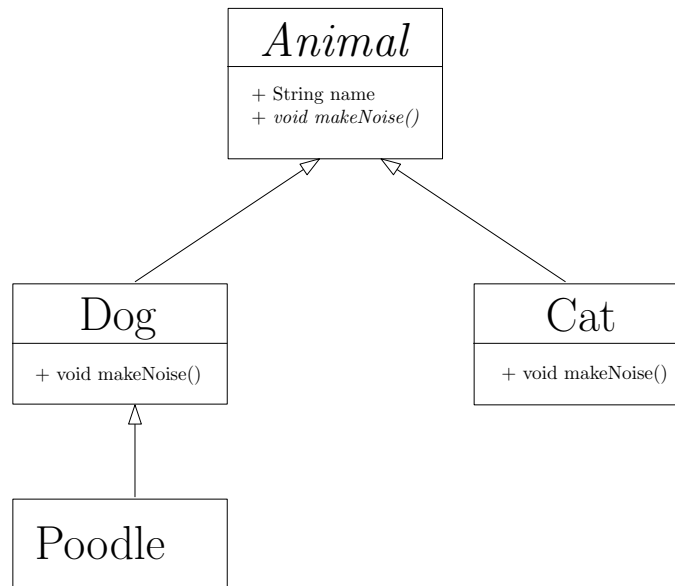 Animal
+ String name
+ void makeNoise()
Dog
+ void makeNoise()
Cat
+ void makeNoise()
Poodle